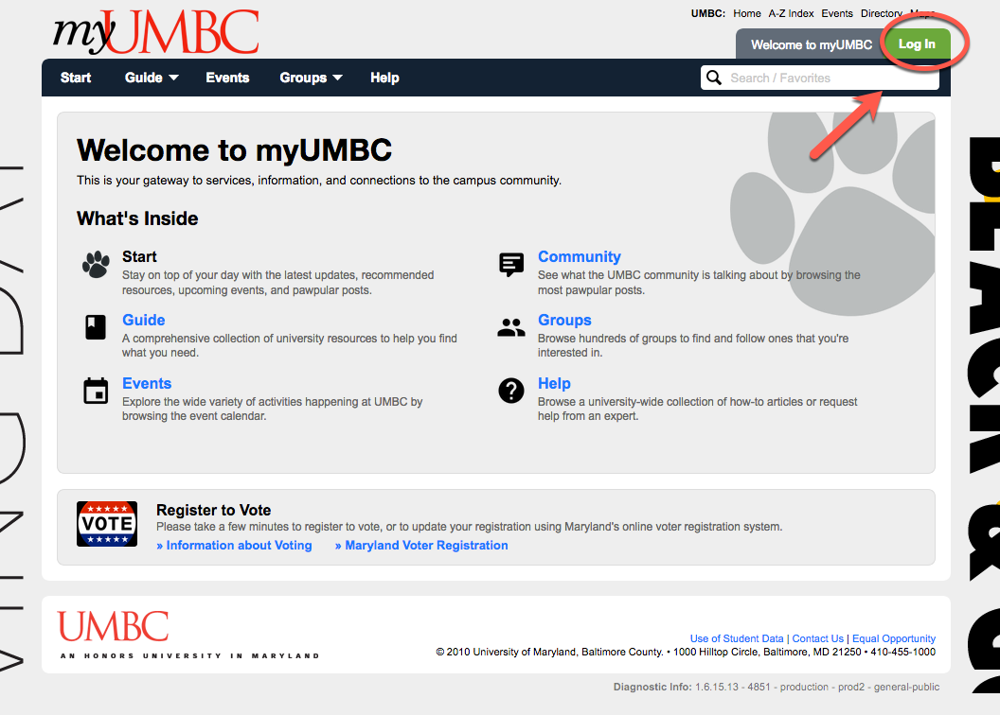 myUMBC
UMBC: Home A-Z Index Events Directory Maps
Welcome to myUMBC Log In
Start Guide Events Groups Help
Search / Favorites
Welcome to myUMBC
This is your gateway to services, information, and connections to the campus community.
What's Inside
Start
Stay on top of your day with the latest updates, recommended
resources, upcoming events, and pawpular posts.
Community
See what the UMBC community is talking about by browsing the
most pawpular posts.
Guide
A comprehensive collection of university resources to help you find
what you need.
Groups
Browse hundreds of groups to find and follow ones that you're
interested in.
Events
Explore the wide variety of activities happening at UMBC by
browsing the event calendar.
Help
Browse a university-wide collection of how-to articles or request
help from an expert.
VOTE
Register to Vote
Please take a few minutes to register to vote, or to update your registration using Maryland's online voter registration system.
» Information about Voting » Maryland Voter Registration
UMBC
AN HONORS UNIVERSITY IN MARYLAND
Use of Student Data | Contact Us | Equal Opportunity
© 2010 University of Maryland, Baltimore County. • 1000 Hilltop Circle, Baltimore, MD 21250 • 410-455-1000
Diagnostic Info: 1.6.15.13 - 4851 - production - prod2 - general-public
BLACK & GO